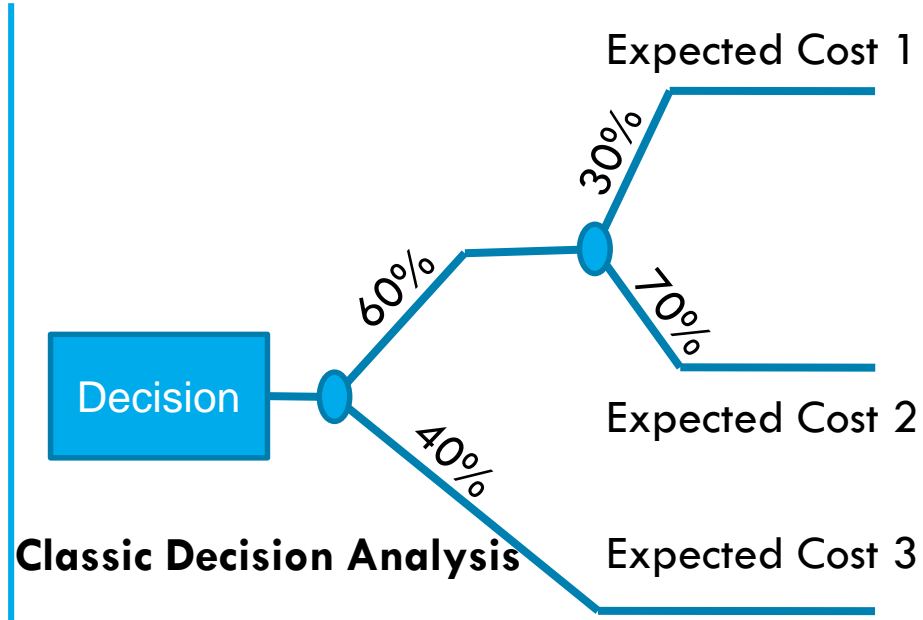 Expected Cost 1
30%
60%
70%
Decision
Expected Cost 2
40%
Classic Decision Analysis
Expected Cost 3